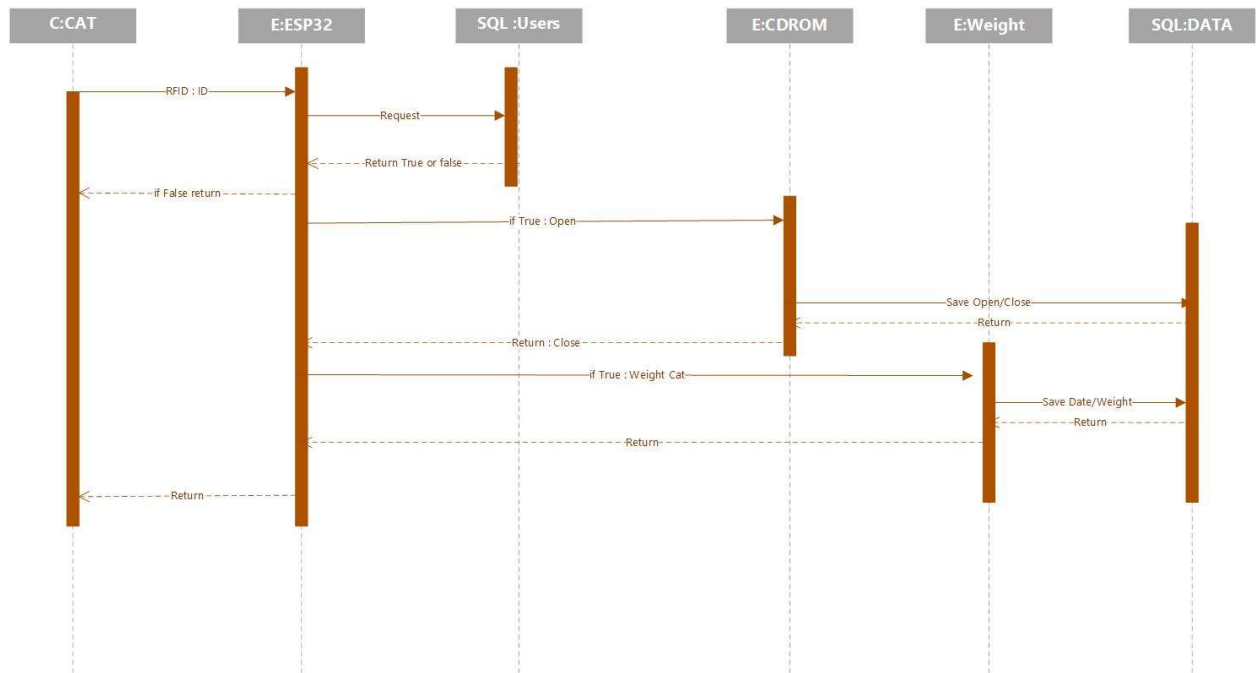 C:CAT
E:ESP32
SQL :Users
E:CDROM
E:Weight
SQL:DATA
RFID : ID
Request
Return True or false
if False return
if True : Open
Save Open/Close
Return
Return : Close
if True : Weight Cat
Save Date/Weight
Return
Return
Return